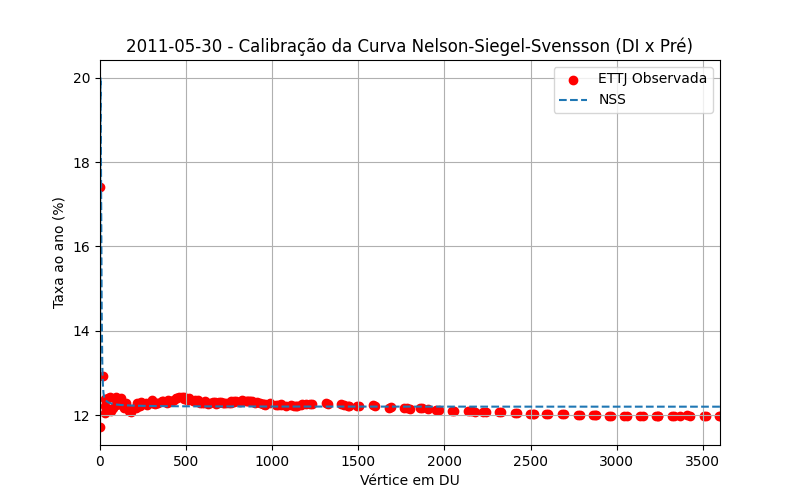 2011-05-30 - Calibração da Curva Nelson-Siegel-Svensson (DI x Pré)
ETTJ Observada
NSS
Taxa ao ano (%)
20
18
16
14
12
0 500 1000 1500 2000 2500 3000 3500
Vértice em DU